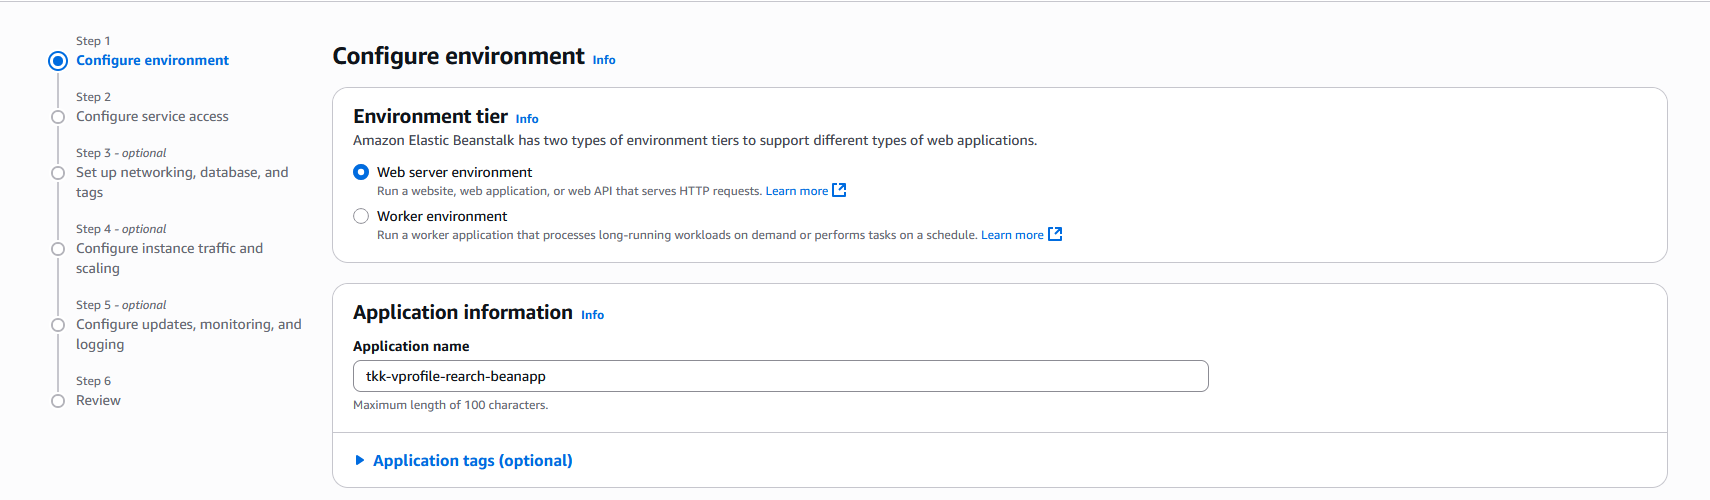 Step 1
Configure environment
Step 2
Configure service access
Step 3 - optional
Set up networking, database, and
tags
Step 4 - optional
Configure instance traffic and
scaling
Step 5 - optional
Configure updates, monitoring, and
logging
Step 6
Review
Configure environment Info
Environment tier Info
Amazon Elastic Beanstalk has two types of environment tiers to support different types of web applications.
Web server environment
Run a website, web application, or web API that serves HTTP requests. Learn more
Worker environment
Run a worker application that processes long-running workloads on demand or performs tasks on a schedule. Learn more
Application information Info
Application name
tkk-vprofile-rearch-beanapp
Maximum length of 100 characters.
Application tags (optional)